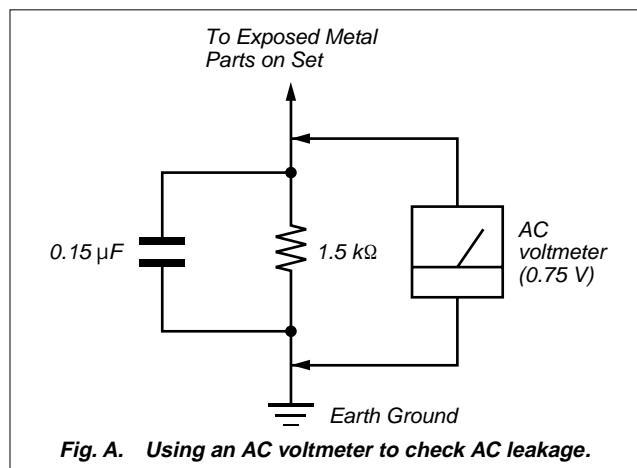 To Exposed Metal
Parts on Set
0.15 µF
1.5 kΩ
AC
voltmeter
(0.75 V)
Earth Ground
Fig. A. Using an AC voltmeter to check AC leakage.